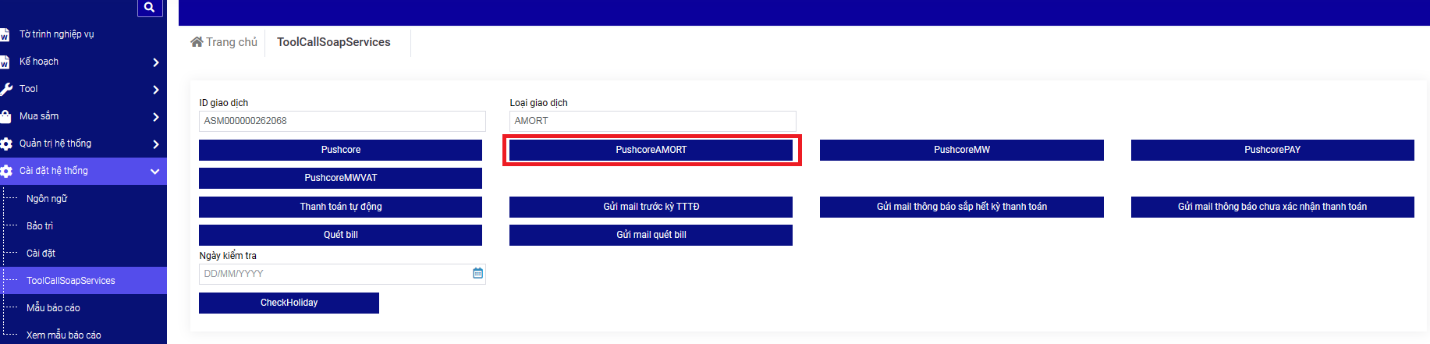 Tờ trình nghiệp vụ
Kế hoạch
Tool
Mua sắm
Quản trị hệ thống
Cài đặt hệ thống
Ngôn ngữ
Bảo trì
Cài đặt
ToolCallSoapServices
Mẫu báo cáo
Xem mẫu báo cáo
Trang chủ ToolCallSoapServices
ID giao dịch Loại giao dịch
ASM000000262068 AMORT
Pushcore PushcoreAMORT PushcoreMW PushcorePAY
PushcoreMWVAT
Thanh toán tự động Gửi mail trước kỳ TTTĐ Gửi mail thông báo sắp hết kỳ thanh toán Gửi mail thông báo chưa xác nhận thanh toán
Quét bill Gửi mail quét bill
Ngày kiểm tra
DD/MM/YYYY
CheckHoliday